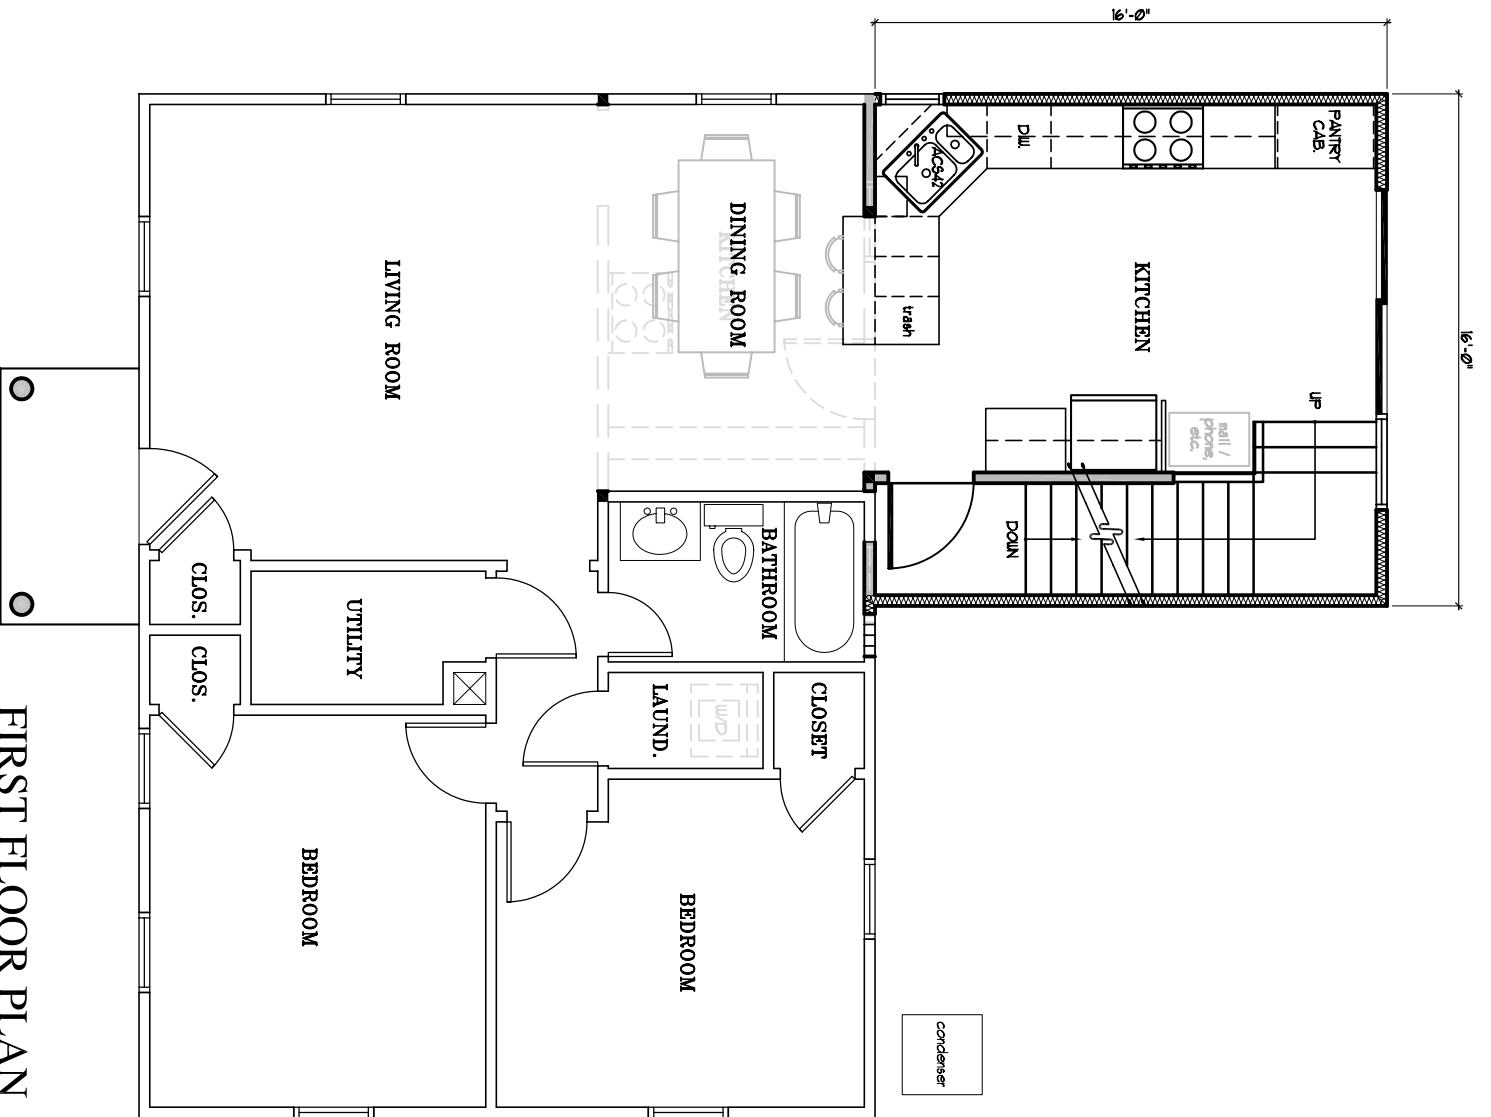 16'-0"
16'-0"
PANTRY
CAB.
D.W.
ACS42
KITCHEN
trash
UP
mail /
phone,
etc.
DOWN
DINING ROOM
KITCHEN
LIVING ROOM
BATHROOM
CLOS.
UTILITY
CLOS.
LAUND.
W/D
CLOSET
BEDROOM
BEDROOM
condenser
FIRST FLOOR PLAN